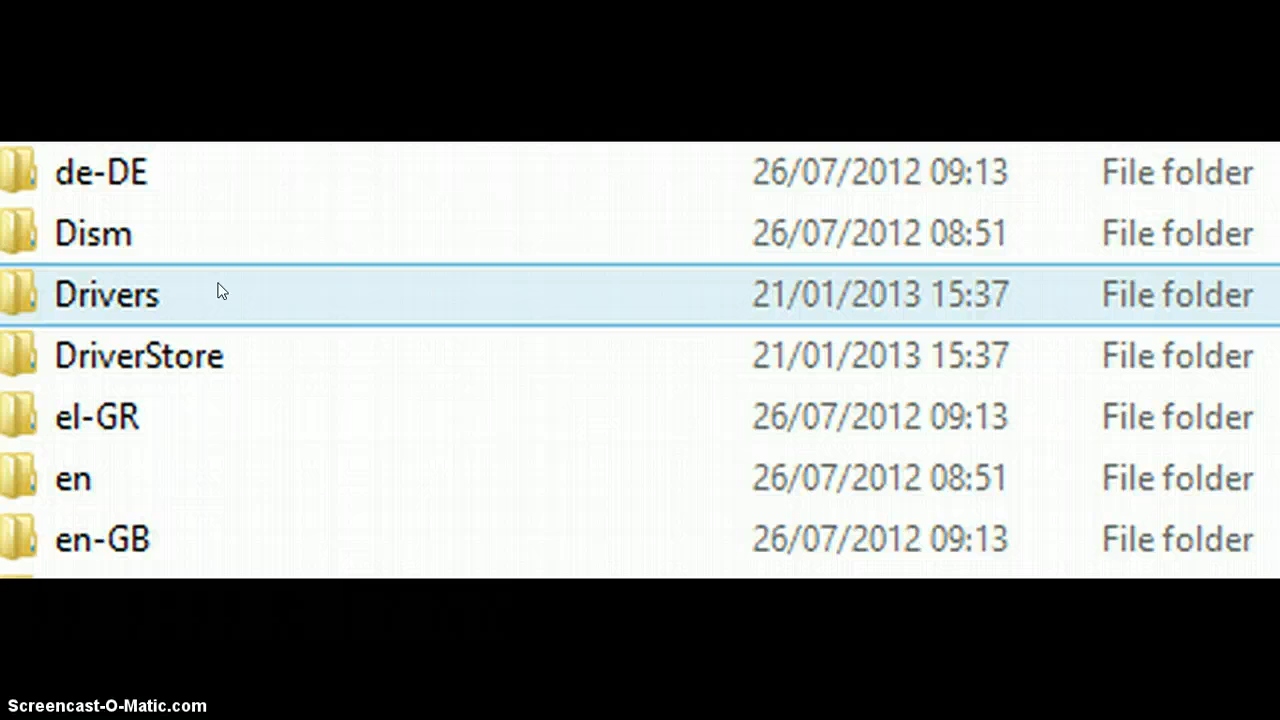 de-DE 26/07/2012 09:13 File folder
Dism 26/07/2012 08:51 File folder
Drivers 21/01/2013 15:37 File folder
DriverStore 21/01/2013 15:37 File folder
el-GR 26/07/2012 09:13 File folder
en 26/07/2012 08:51 File folder
en-GB 26/07/2012 09:13 File folder
Screencast-O-Matic.com